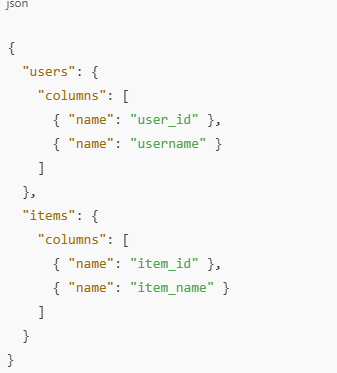 json
{
  "users": {
    "columns": [
      { "name": "user_id" },
      { "name": "username" }
    ]
  },
  "items": {
    "columns": [
      { "name": "item_id" },
      { "name": "item_name" }
    ]
  }
}